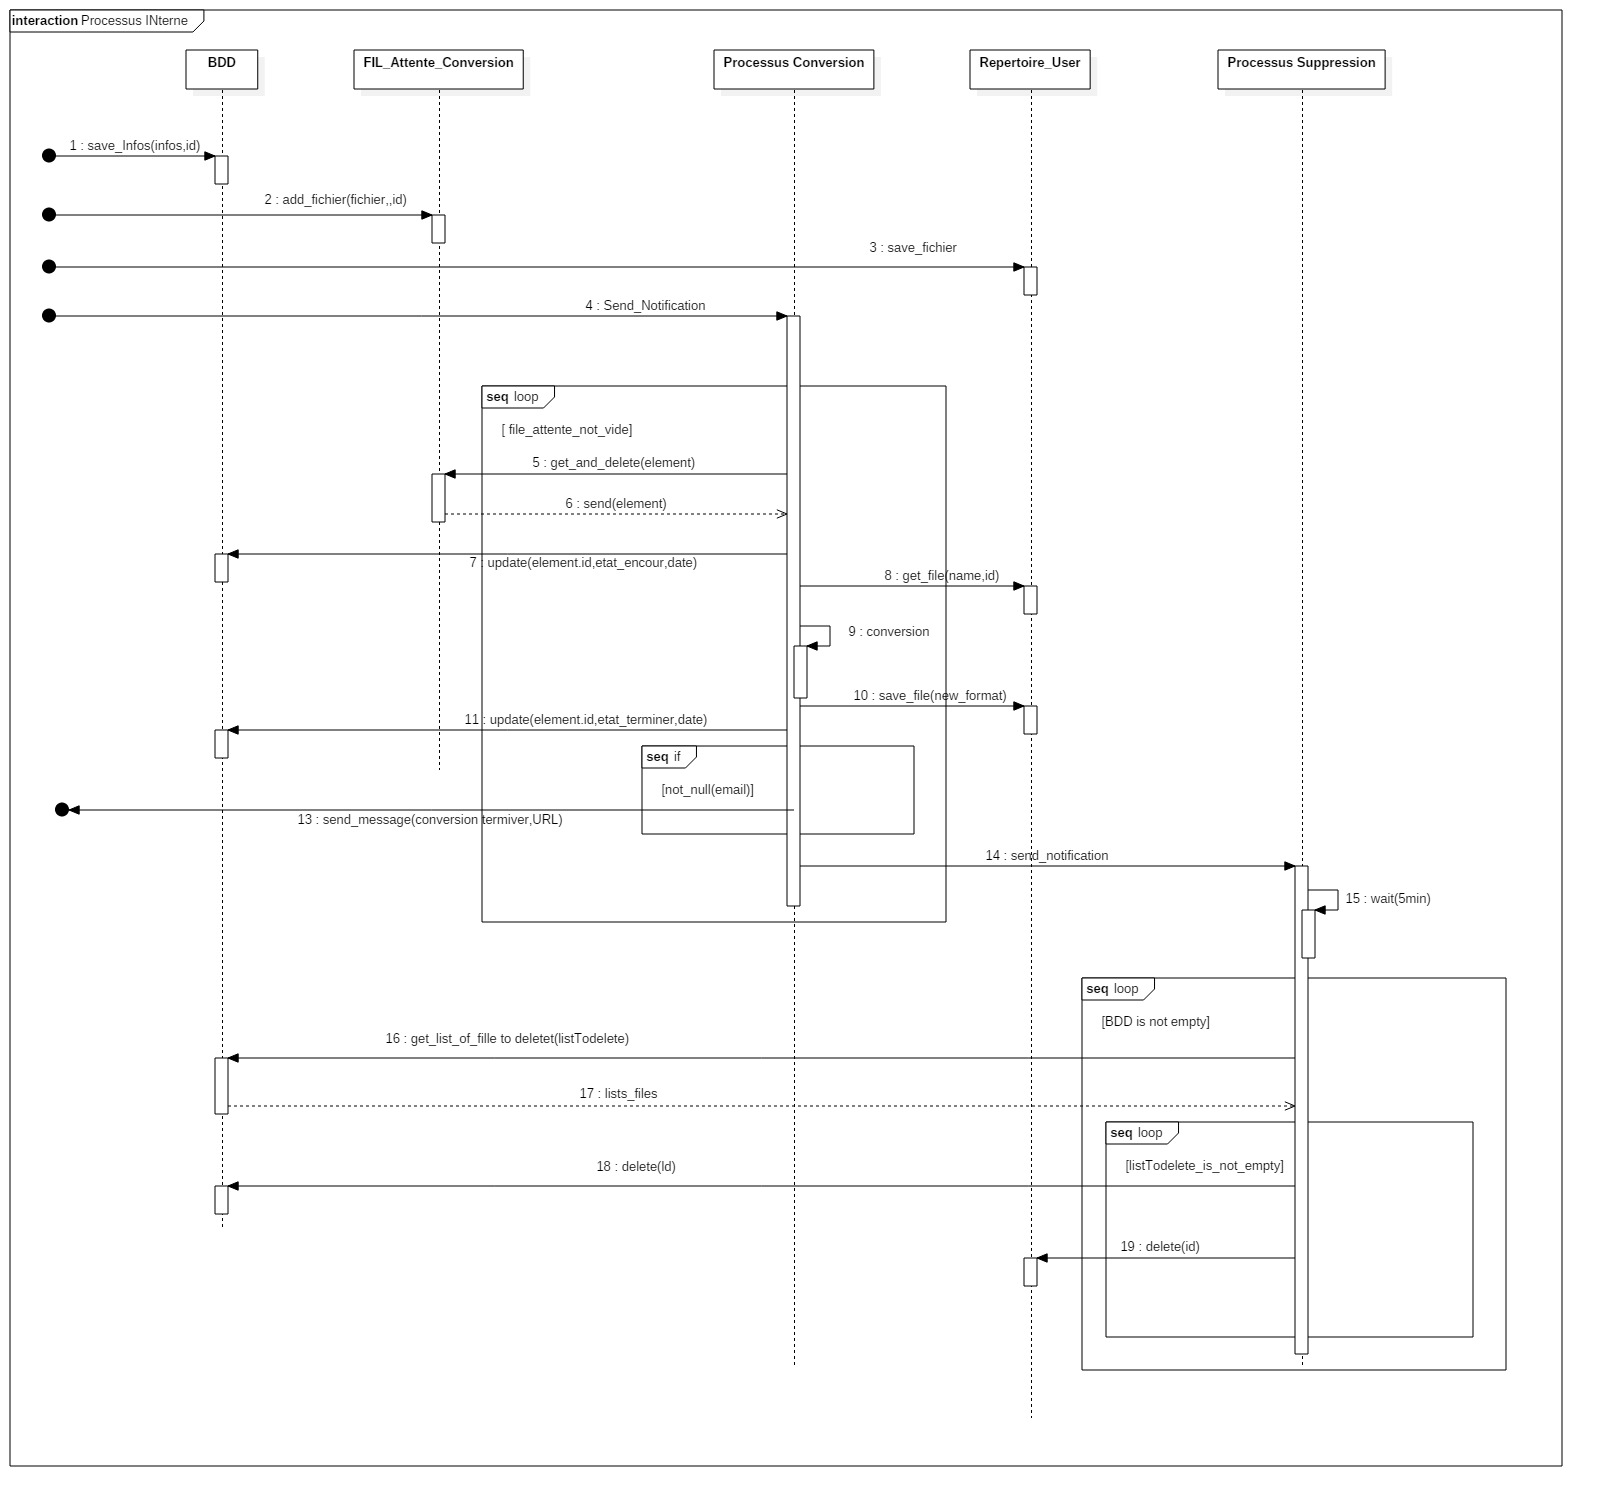 interaction Processus INterne
BDD
FIL_Attente_Conversion
Processus Conversion
Repertoire_User
Processus Suppression
1 : save_Infos(infos,id)
2 : add_fichier(fichier,,id)
3 : save_fichier
4 : Send_Notification
seq loop
[ file_attente_not_vide]
5 : get_and_delete(element)
6 : send(element)
7 : update(element.id,etat_encour,date)
8 : get_file(name,id)
9 : conversion
10 : save_file(new_format)
11 : update(element.id,etat_terminer,date)
seq if
[not_null(email)]
13 : send_message(conversion termiver,URL)
14 : send_notification
15 : wait(5min)
seq loop
[BDD is not empty]
16 : get_list_of_fille to deletet(listTodelete)
17 : lists_files
seq loop
[listTodelete_is_not_empty]
18 : delete(Id)
19 : delete(id)